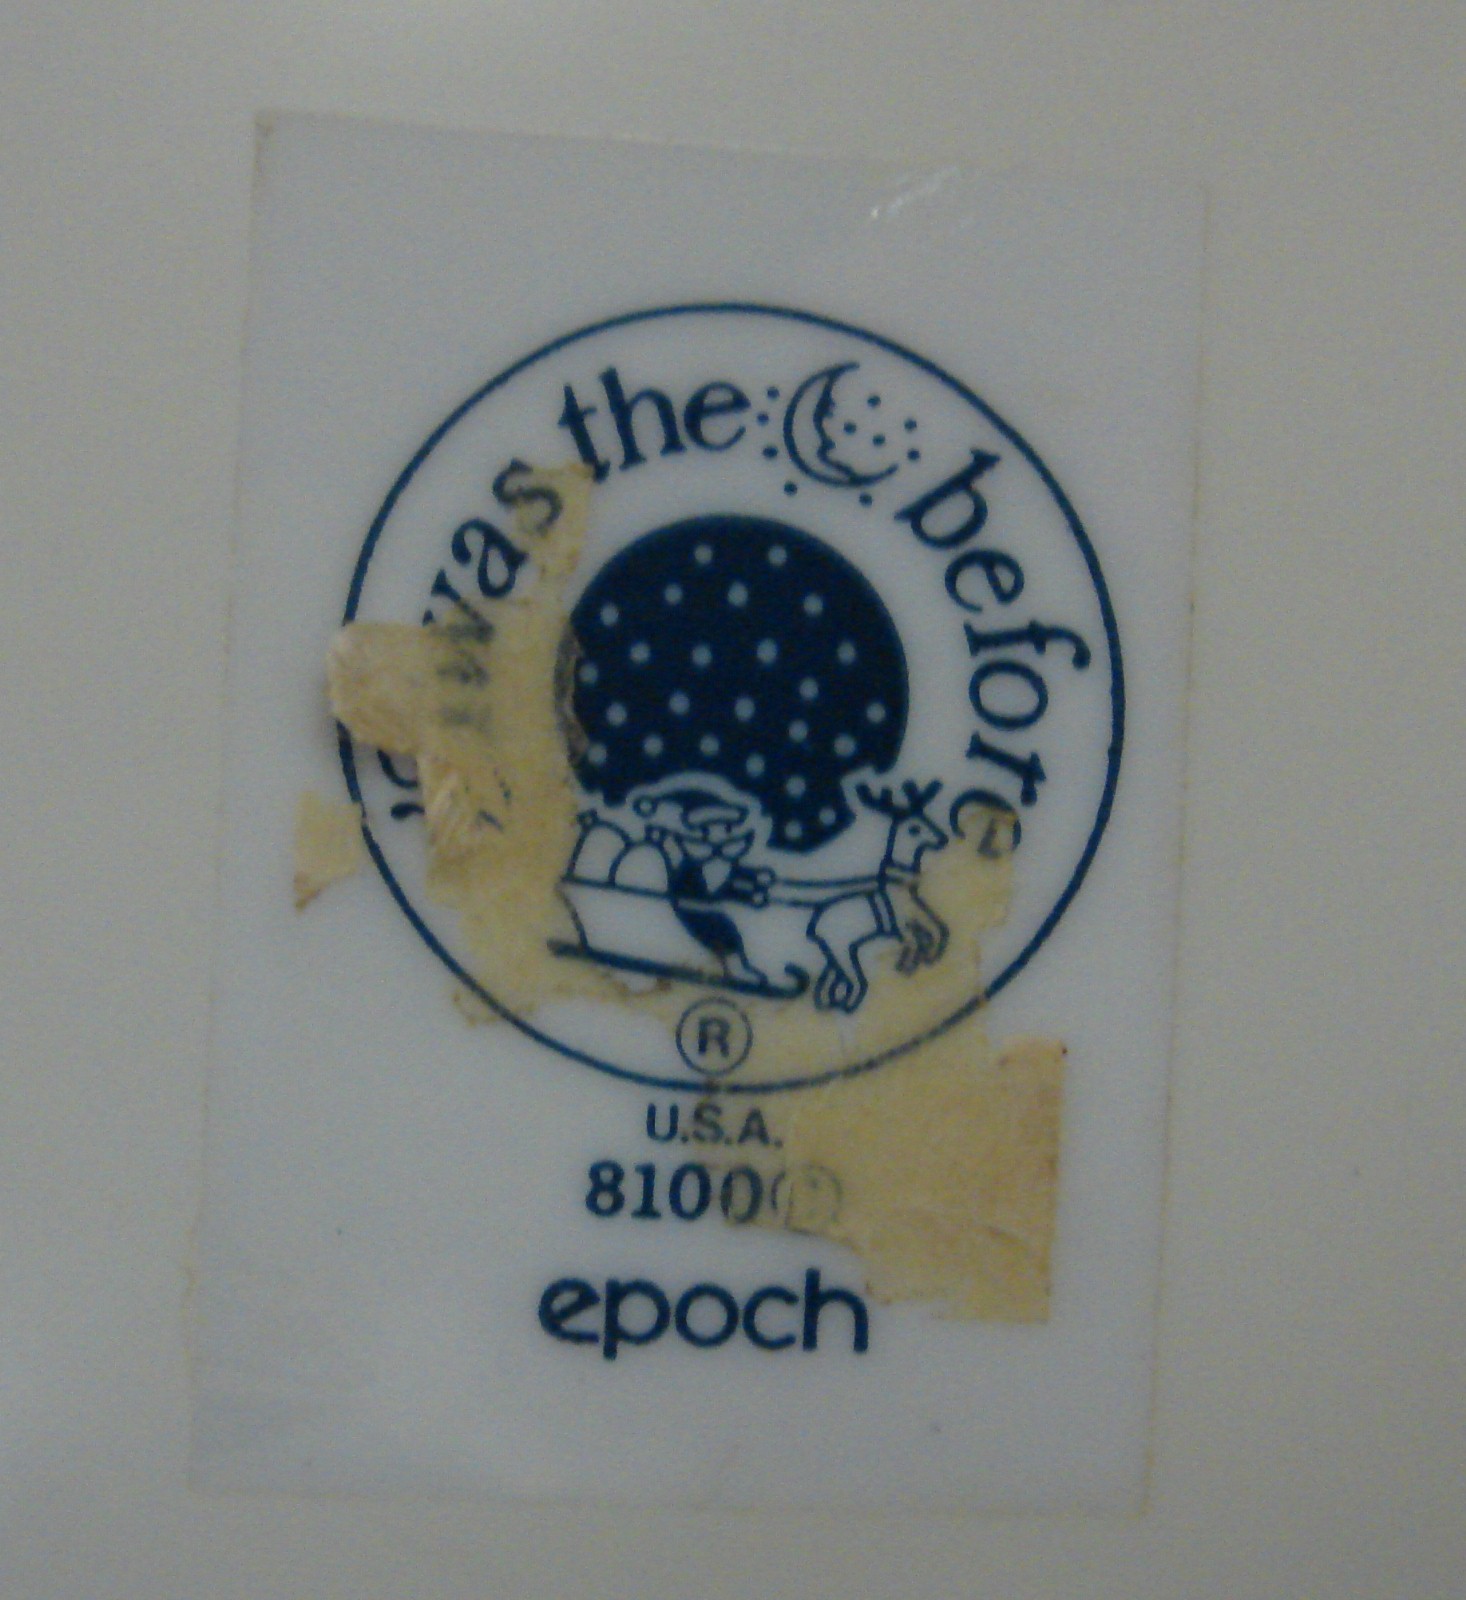 was the before
®
U.S.A.
8100
epoch